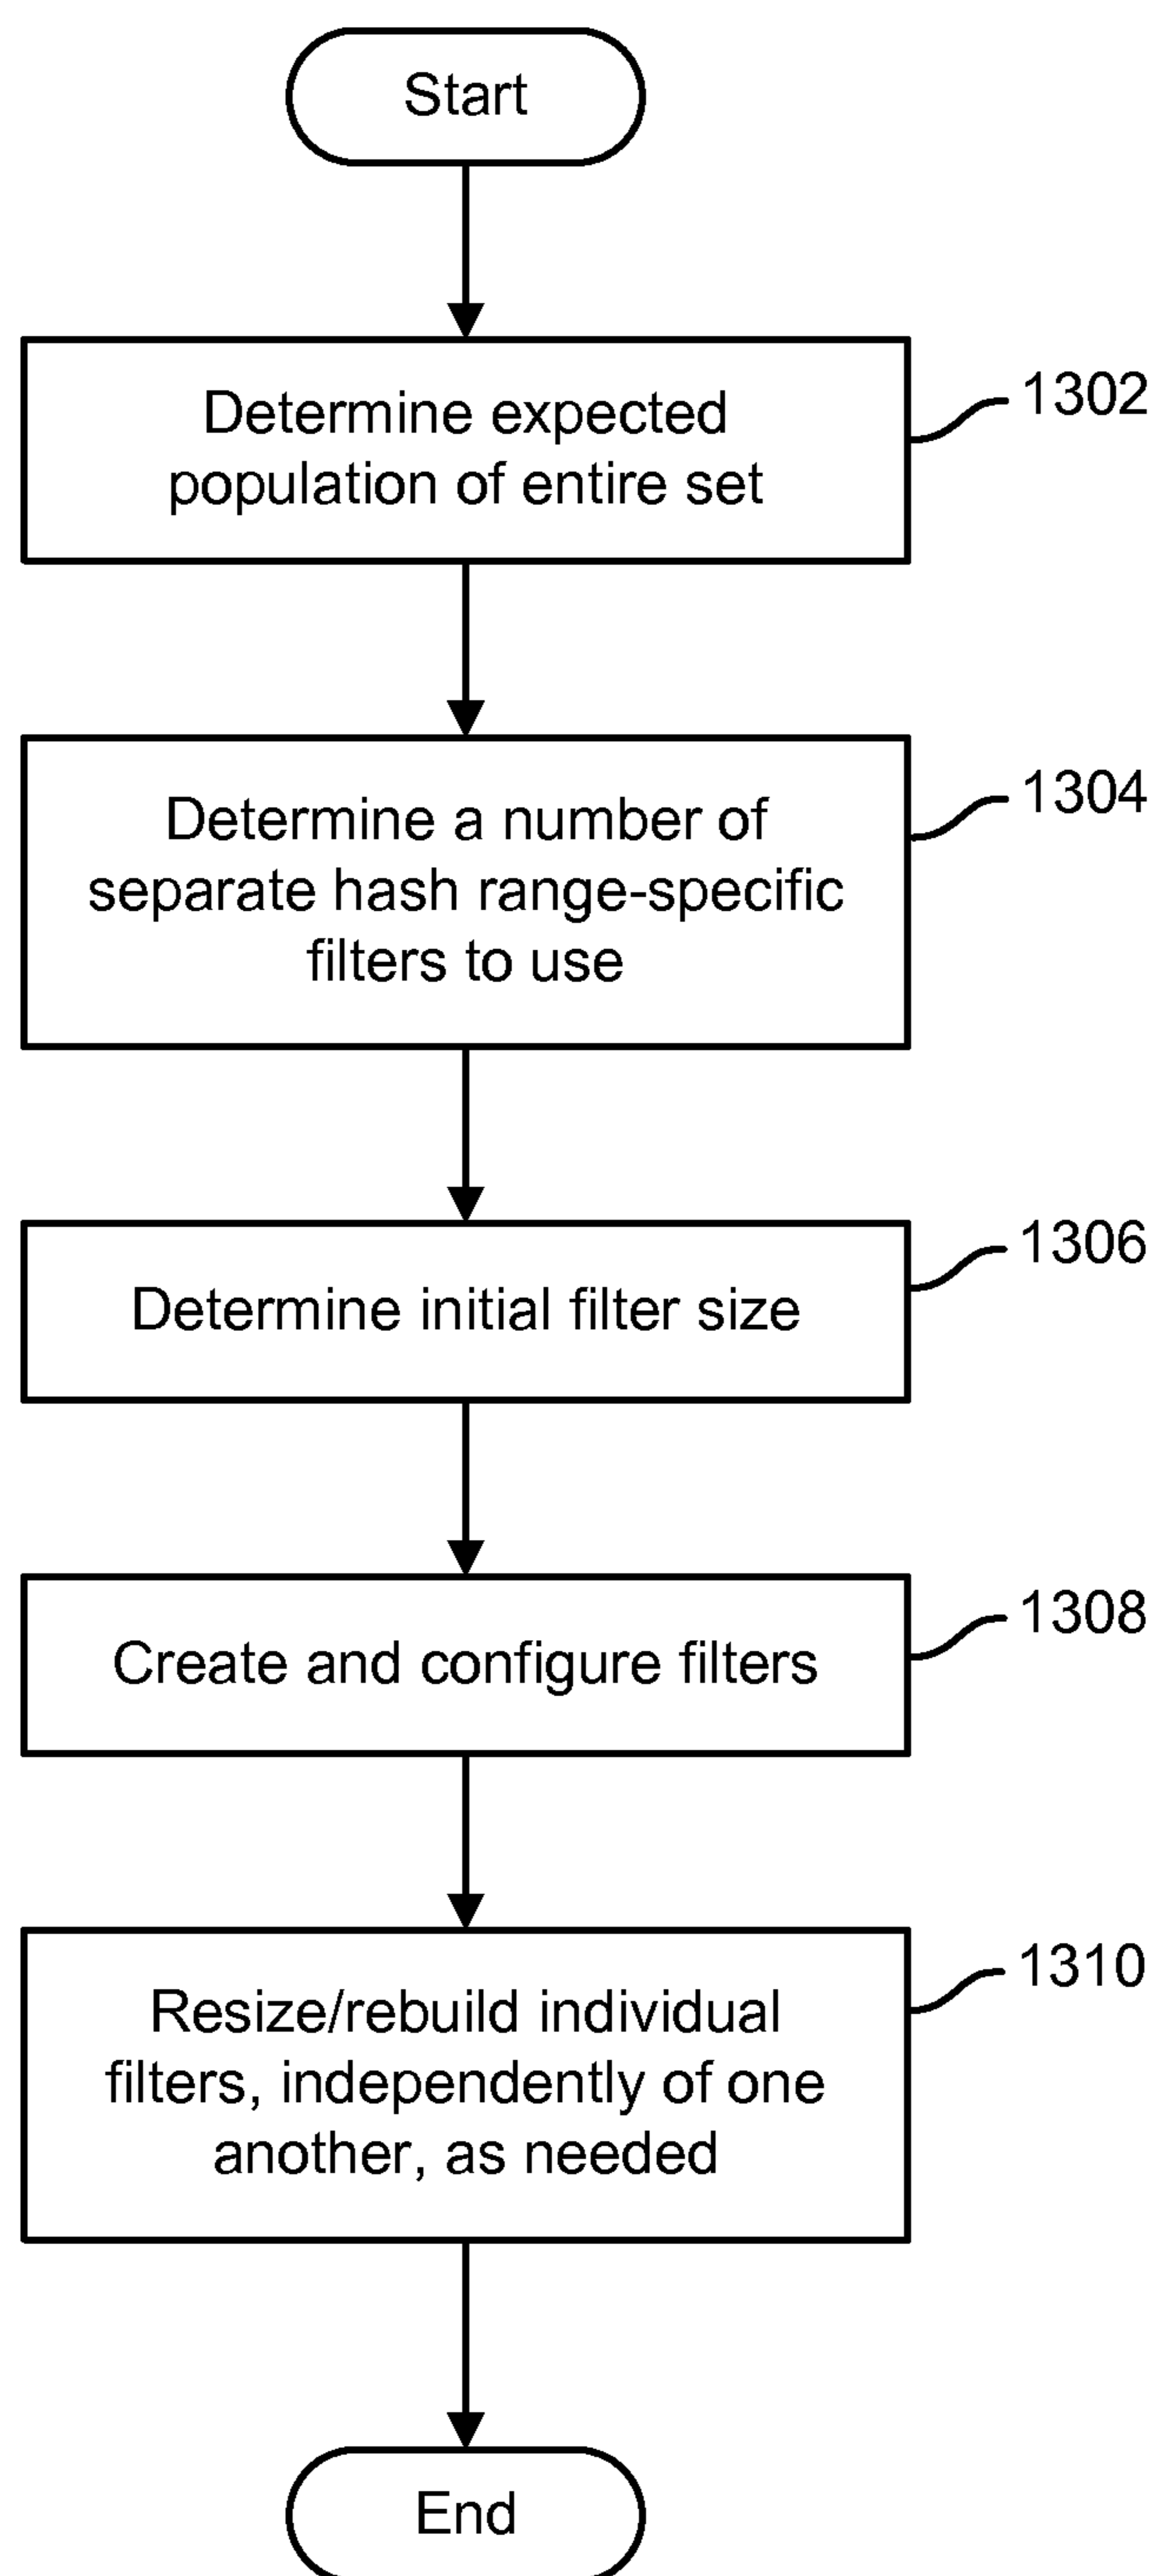 Start
Determine expected
population of entire set
1302
Determine a number of
separate hash range-specific
filters to use
1304
Determine initial filter size
1306
Create and configure filters
1308
Resize/rebuild individual
filters, independently of one
another, as needed
1310
End